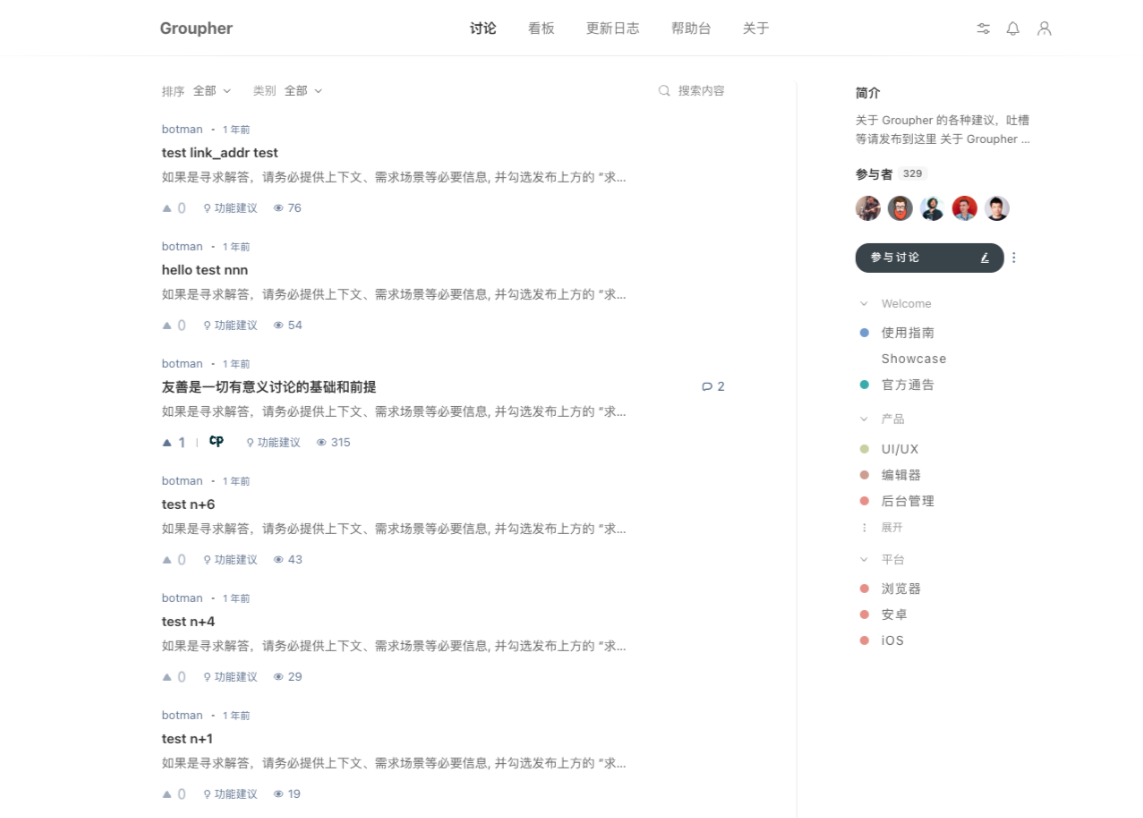 Groupher
讨论 看板 更新日志 帮助台 关于
排序 全部 类别 全部 搜索内容
botman · 1 年前
test link_addr test
如果是寻求解答，请务必提供上下文、需求场景等必要信息, 并勾选发布上方的 “求...
0 功能建议 76
botman · 1 年前
hello test nnn
如果是寻求解答，请务必提供上下文、需求场景等必要信息, 并勾选发布上方的 “求...
0 功能建议 54
botman · 1 年前
友善是一切有意义讨论的基础和前提 2
如果是寻求解答，请务必提供上下文、需求场景等必要信息, 并勾选发布上方的 “求...
1 | CP 功能建议 315
botman · 1 年前
test n+6
如果是寻求解答，请务必提供上下文、需求场景等必要信息, 并勾选发布上方的 “求...
0 功能建议 43
botman · 1 年前
test n+4
如果是寻求解答，请务必提供上下文、需求场景等必要信息, 并勾选发布上方的 “求...
0 功能建议 29
botman · 1 年前
test n+1
如果是寻求解答，请务必提供上下文、需求场景等必要信息, 并勾选发布上方的 “求...
0 功能建议 19
简介
关于 Groupher 的各种建议，吐槽
等请发布到这里 关于 Groupher ...
参与者 329
参与讨论
Welcome
使用指南
Showcase
官方通告
产品
UI/UX
编辑器
后台管理
展开
平台
浏览器
安卓
iOS